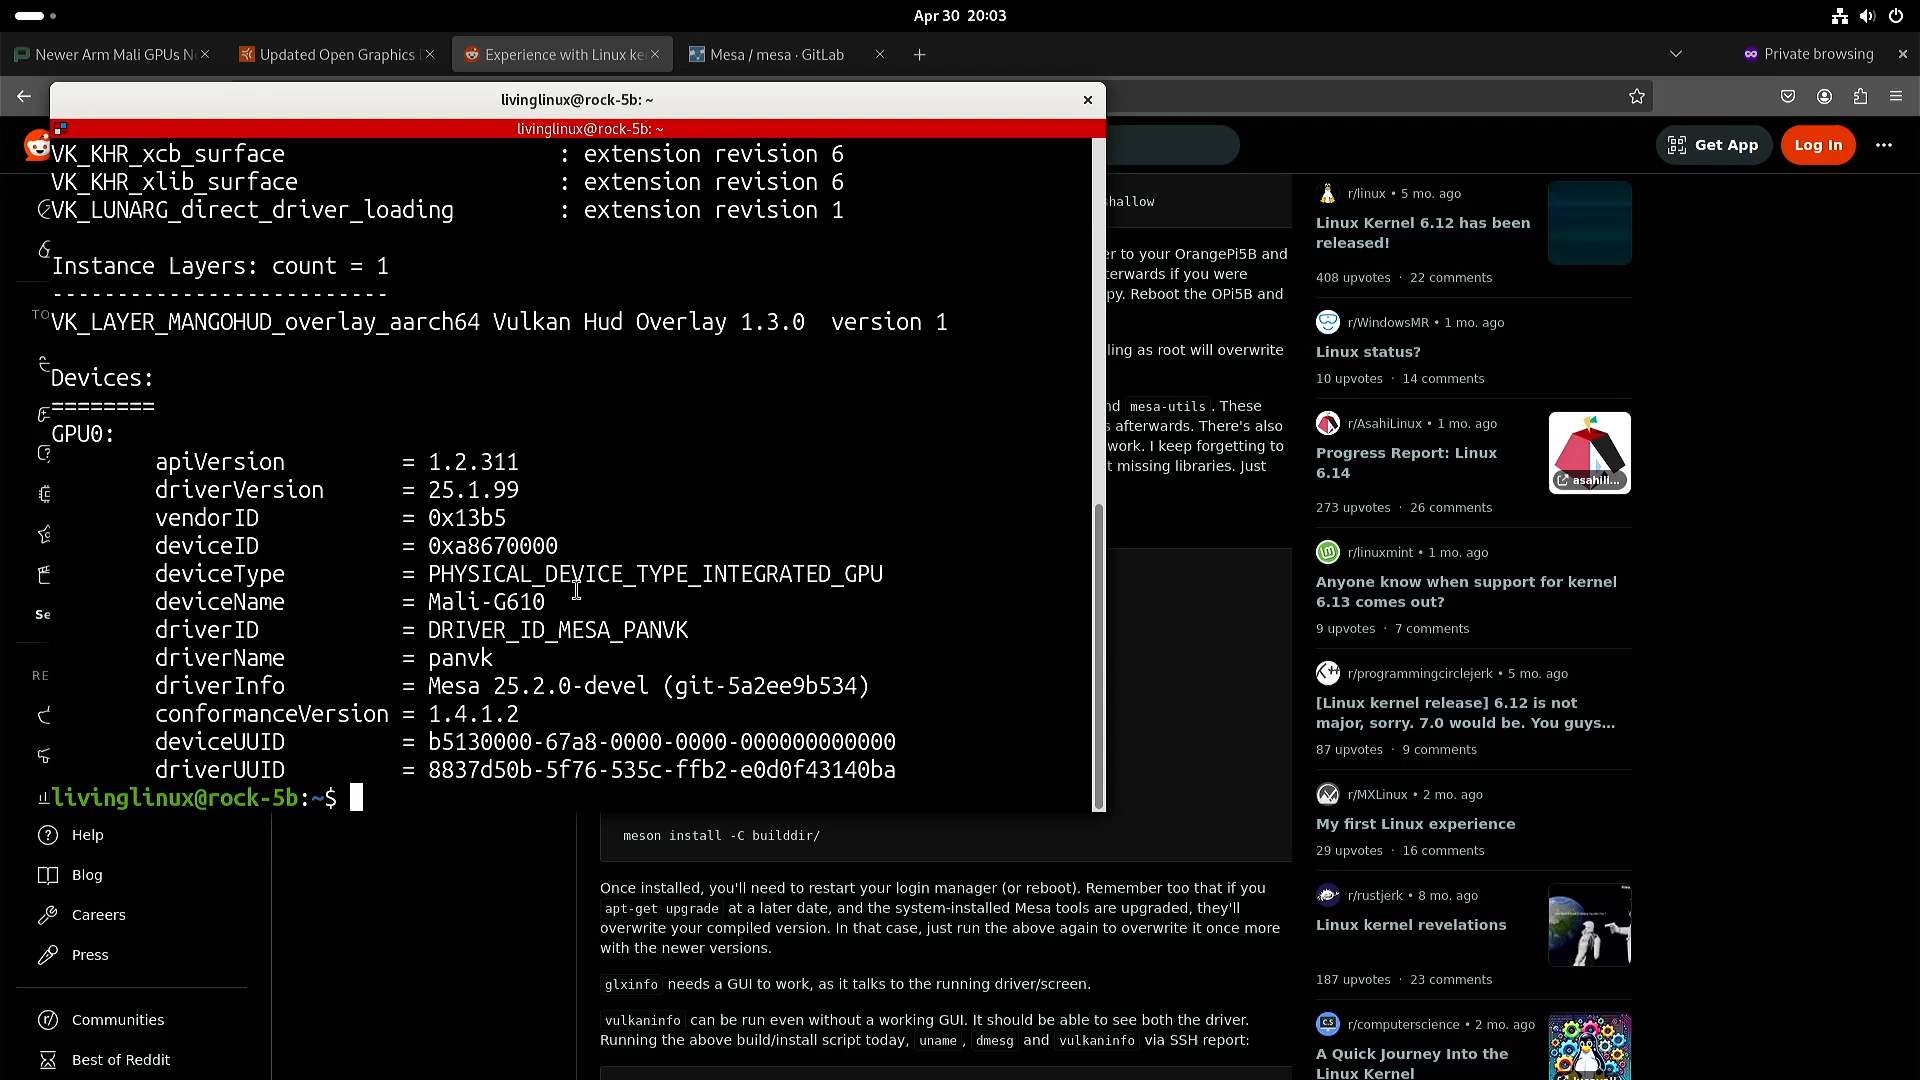 Apr 30 20:03
Newer Arm Mali GPUs N
Updated Open Graphics
Experience with Linux ke
Mesa / mesa · GitLab
Private browsing
livinglinux@rock-5b: ~
livinglinux@rock-5b: ~
Get App
Log In
VK_KHR_xcb_surface : extension revision 6
VK_KHR_xlib_surface : extension revision 6
VK_LUNARG_direct_driver_loading : extension revision 1
Instance Layers: count = 1
--------------------------
VK_LAYER_MANGOHUD_overlay_aarch64 Vulkan Hud Overlay 1.3.0 version 1
Devices:
========
GPU0:
apiVersion = 1.2.311
driverVersion = 25.1.99
vendorID = 0x13b5
deviceID = 0xa8670000
deviceType = PHYSICAL_DEVICE_TYPE_INTEGRATED_GPU
deviceName = Mali-G610
driverID = DRIVER_ID_MESA_PANVK
driverName = panvk
driverInfo = Mesa 25.2.0-devel (git-5a2ee9b534)
conformanceVersion = 1.4.1.2
deviceUUID = b5130000-67a8-0000-0000-000000000000
driverUUID = 8837d50b-5f76-535c-ffb2-e0d0f43140ba
livinglinux@rock-5b:~$
TO
Se
RE
Help
Blog
Careers
Press
Communities
Best of Reddit
hallow
er to your OrangePi5B and
terwards if you were
py. Reboot the OPi5B and
ling as root will overwrite
nd mesa-utils. These
s afterwards. There's also
work. I keep forgetting to
t missing libraries. Just
meson install -C builddir/
Once installed, you'll need to restart your login manager (or reboot). Remember too that if you
apt-get upgrade at a later date, and the system-installed Mesa tools are upgraded, they'll
overwrite your compiled version. In that case, just run the above again to overwrite it once more
with the newer versions.
glxinfo needs a GUI to work, as it talks to the running driver/screen.
vulkaninfo can be run even without a working GUI. It should be able to see both the driver.
Running the above build/install script today, uname, dmesg and vulkaninfo via SSH report:
r/linux • 5 mo. ago
Linux Kernel 6.12 has been
released!
408 upvotes · 22 comments
r/WindowsMR • 1 mo. ago
Linux status?
10 upvotes · 14 comments
r/AsahiLinux • 1 mo. ago
Progress Report: Linux
6.14
asahili...
273 upvotes · 26 comments
r/linuxmint • 1 mo. ago
Anyone know when support for kernel
6.13 comes out?
9 upvotes · 7 comments
r/programmingcirclejerk • 5 mo. ago
[Linux kernel release] 6.12 is not
major, sorry. 7.0 would be. You guys...
87 upvotes · 9 comments
r/MXLinux • 2 mo. ago
My first Linux experience
29 upvotes · 16 comments
r/rustjerk • 8 mo. ago
Linux kernel revelations
187 upvotes · 23 comments
r/computerscience • 2 mo. ago
A Quick Journey Into the
Linux Kernel